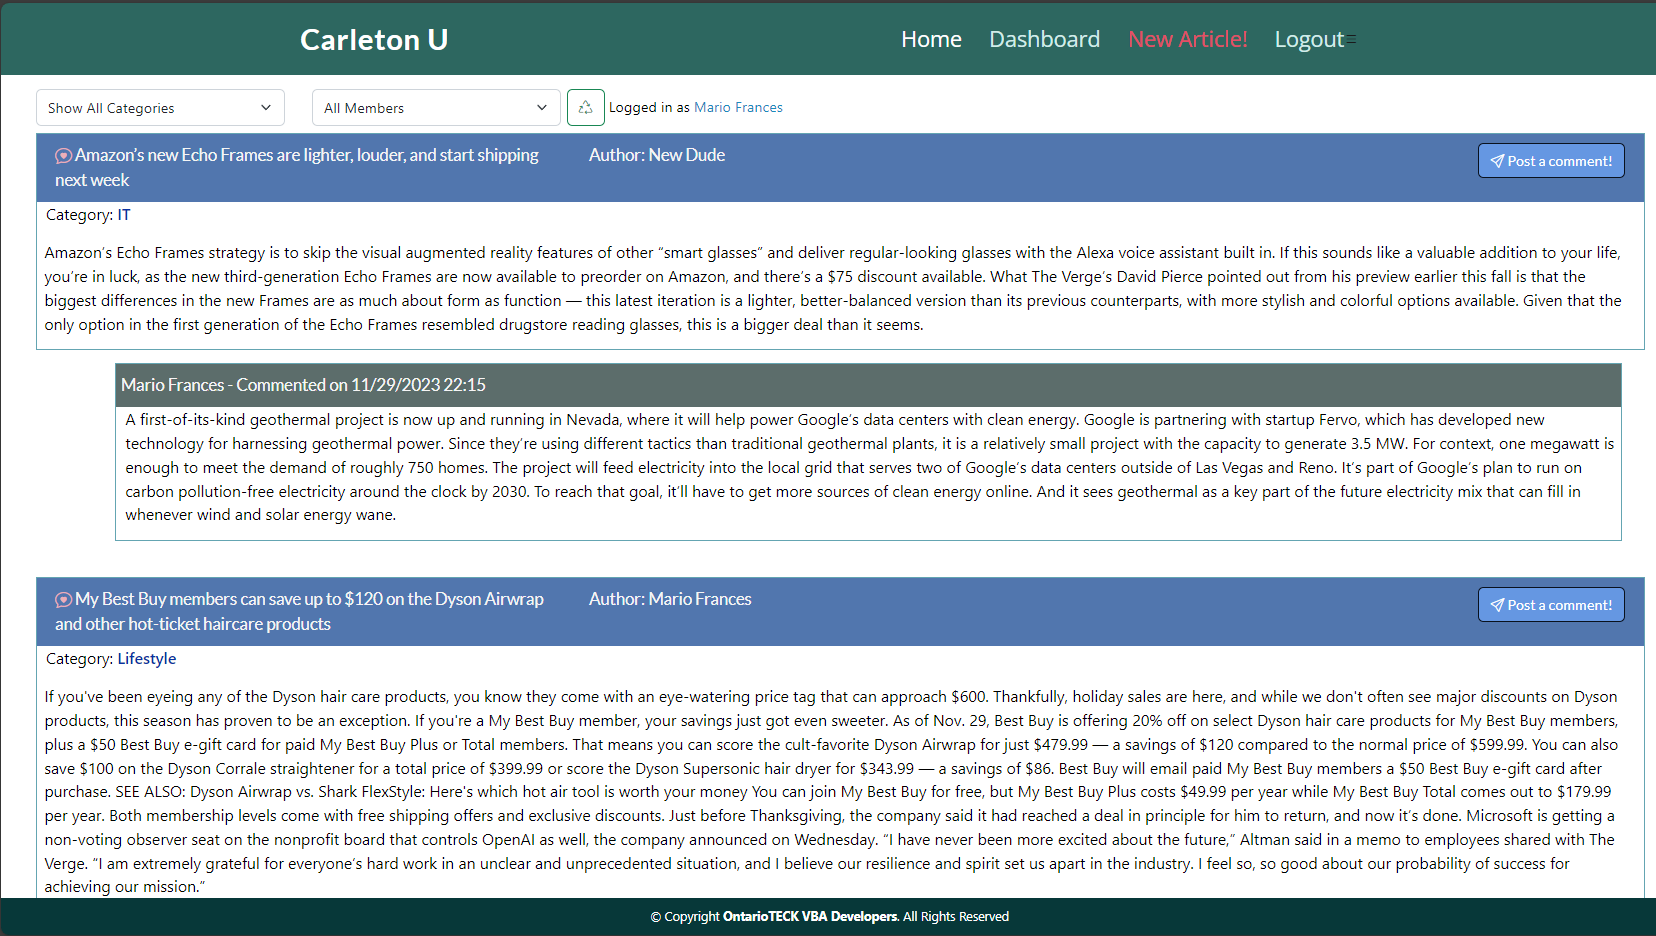 Carleton U
Home Dashboard New Article! Logout
Show All Categories All Members Logged in as Mario Frances
Amazon’s new Echo Frames are lighter, louder, and start shipping
next week
Author: New Dude
Post a comment!
Category: IT
Amazon’s Echo Frames strategy is to skip the visual augmented reality features of other “smart glasses” and deliver regular-looking glasses with the Alexa voice assistant built in. If this sounds like a valuable addition to your life,
you’re in luck, as the new third-generation Echo Frames are now available to preorder on Amazon, and there’s a $75 discount available. What The Verge’s David Pierce pointed out from his preview earlier this fall is that the
biggest differences in the new Frames are as much about form as function — this latest iteration is a lighter, better-balanced version than its previous counterparts, with more stylish and colorful options available. Given that the
only option in the first generation of the Echo Frames resembled drugstore reading glasses, this is a bigger deal than it seems.
Mario Frances - Commented on 11/29/2023 22:15
A first-of-its-kind geothermal project is now up and running in Nevada, where it will help power Google’s data centers with clean energy. Google is partnering with startup Fervo, which has developed new
technology for harnessing geothermal power. Since they’re using different tactics than traditional geothermal plants, it is a relatively small project with the capacity to generate 3.5 MW. For context, one megawatt is
enough to meet the demand of roughly 750 homes. The project will feed electricity into the local grid that serves two of Google’s data centers outside of Las Vegas and Reno. It’s part of Google’s plan to run on
carbon pollution-free electricity around the clock by 2030. To reach that goal, it’ll have to get more sources of clean energy online. And it sees geothermal as a key part of the future electricity mix that can fill in
whenever wind and solar energy wane.
My Best Buy members can save up to $120 on the Dyson Airwrap
and other hot-ticket haircare products
Author: Mario Frances
Post a comment!
Category: Lifestyle
If you've been eyeing any of the Dyson hair care products, you know they come with an eye-watering price tag that can approach $600. Thankfully, holiday sales are here, and while we don't often see major discounts on Dyson
products, this season has proven to be an exception. If you're a My Best Buy member, your savings just got even sweeter. As of Nov. 29, Best Buy is offering 20% off on select Dyson hair care products for My Best Buy members,
plus a $50 Best Buy e-gift card for paid My Best Buy Plus or Total members. That means you can score the cult-favorite Dyson Airwrap for just $479.99 — a savings of $120 compared to the normal price of $599.99. You can also
save $100 on the Dyson Corrale straightener for a total price of $399.99 or score the Dyson Supersonic hair dryer for $343.99 — a savings of $86. Best Buy will email paid My Best Buy members a $50 Best Buy e-gift card after
purchase. SEE ALSO: Dyson Airwrap vs. Shark FlexStyle: Here's which hot air tool is worth your money You can join My Best Buy for free, but My Best Buy Plus costs $49.99 per year while My Best Buy Total comes out to $179.99
per year. Both membership levels come with free shipping offers and exclusive discounts. Just before Thanksgiving, the company said it had reached a deal in principle for him to return, and now it’s done. Microsoft is getting a
non-voting observer seat on the nonprofit board that controls OpenAI as well, the company announced on Wednesday. “I have never been more excited about the future,” Altman said in a memo to employees shared with The
Verge. “I am extremely grateful for everyone’s hard work in an unclear and unprecedented situation, and I believe our resilience and spirit set us apart in the industry. I feel so, so good about our probability of success for
achieving our mission.”
© Copyright OntarioTECK VBA Developers. All Rights Reserved